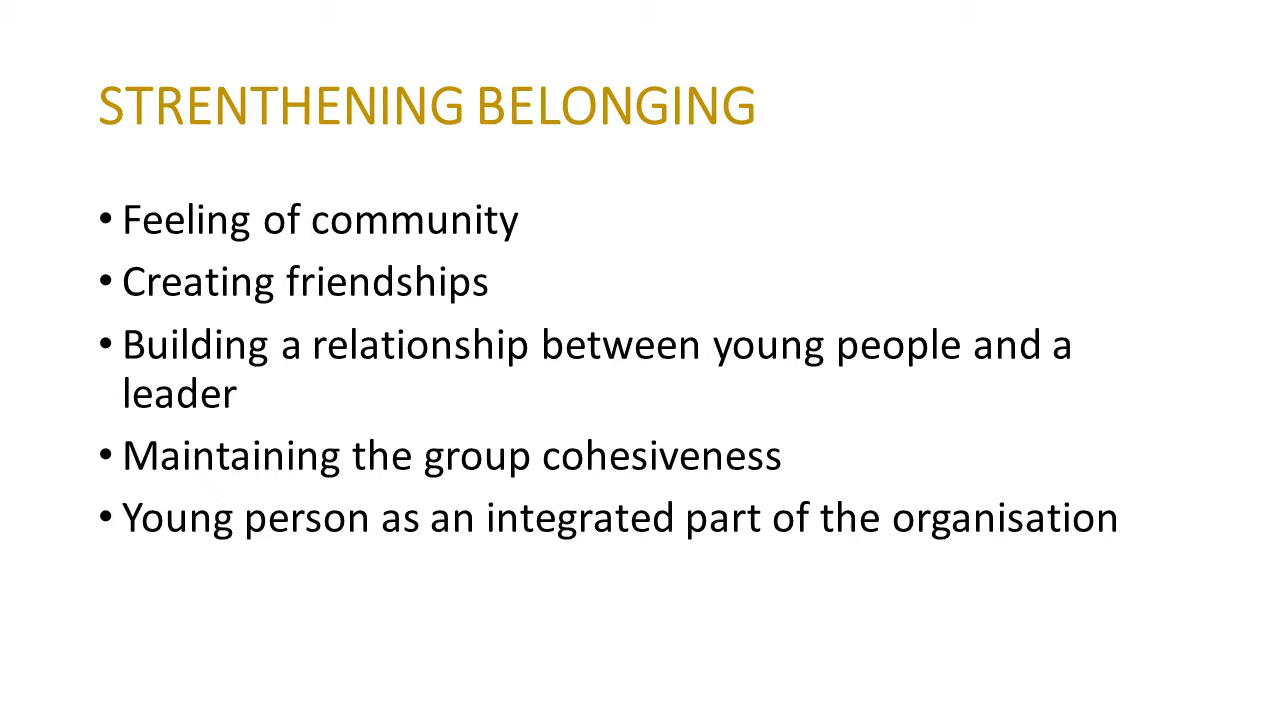 STRENTHENING BELONGING
• Feeling of community
• Creating friendships
• Building a relationship between young people and a
leader
• Maintaining the group cohesiveness
• Young person as an integrated part of the organisation